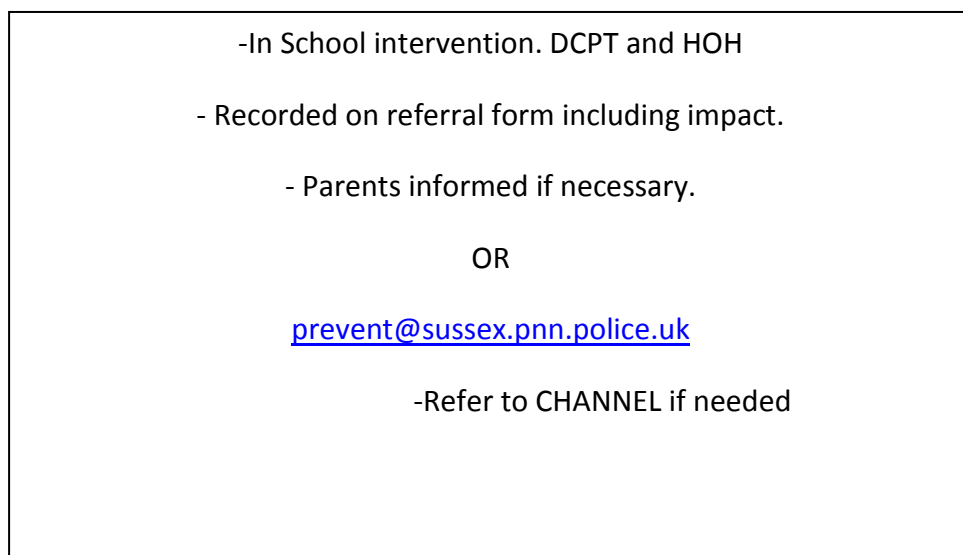 -In School intervention. DCPT and HOH
- Recorded on referral form including impact.
- Parents informed if necessary.
OR
prevent@sussex.pnn.police.uk
-Refer to CHANNEL if needed